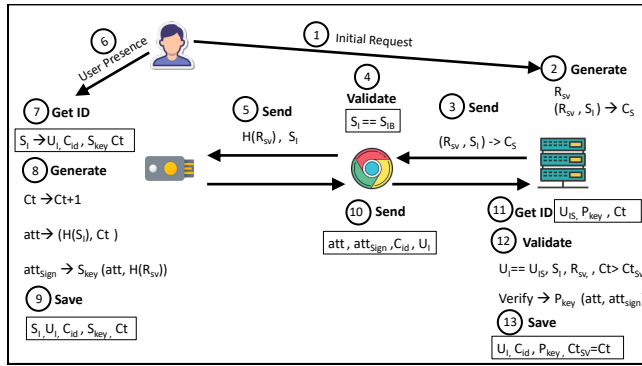 1
Initial Request
6
User Presence
2 Generate
R_sv
(R_sv , S_I ) → C_S
4
Validate
S_I == S_IB
3 Send
(R_sv , S_I ) -> C_S
5 Send
H(R_sv) , S_I
7 Get ID
S_I →U_I, C_id , S_key Ct
8 Generate
Ct →Ct+1
att → (H(S_I), Ct )
att_Sign → S_key (att, H(R_sv))
9 Save
S_I, U_I, C_id , S_key , Ct
10 Send
att , att_Sign , C_id , U_I
11 Get ID U_IS, P_key , Ct
12 Validate
U_I== U_IS, S_I , R_sv, , Ct> Ct_Sv
Verify → P_key (att, att_sign)
13 Save
U_I, C_id , P_key , Ct_SV=Ct